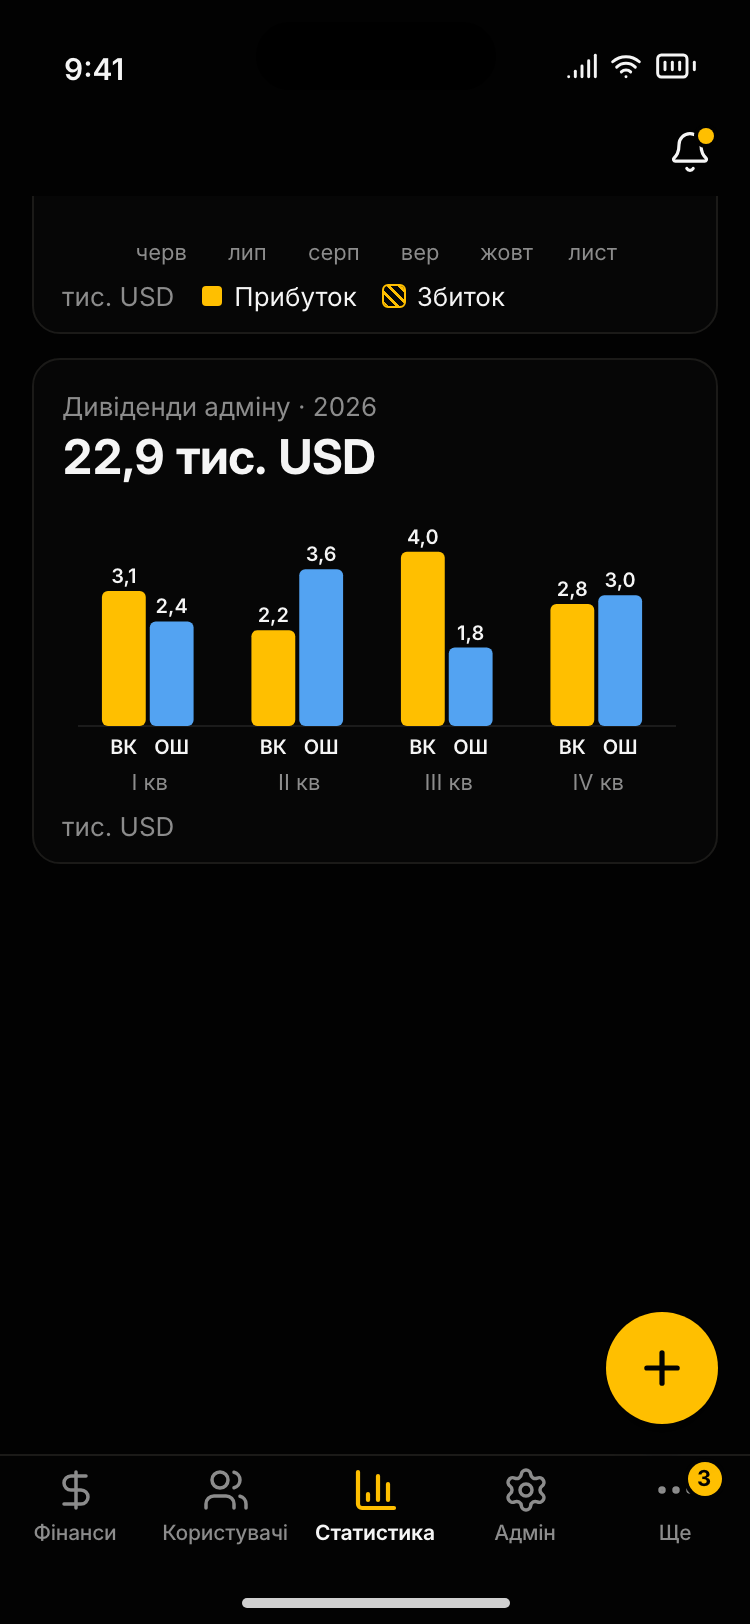 9:41
черв лип серп вер жовт лист
тис. USD Прибуток Збиток
Дивіденди адміну · 2026
22,9 тис. USD
3,1 2,4 2,2 3,6 4,0 1,8 2,8 3,0
ВК ОШ ВК ОШ ВК ОШ ВК ОШ
I кв II кв III кв IV кв
тис. USD
3
Фінанси Користувачі Статистика Адмін Ще